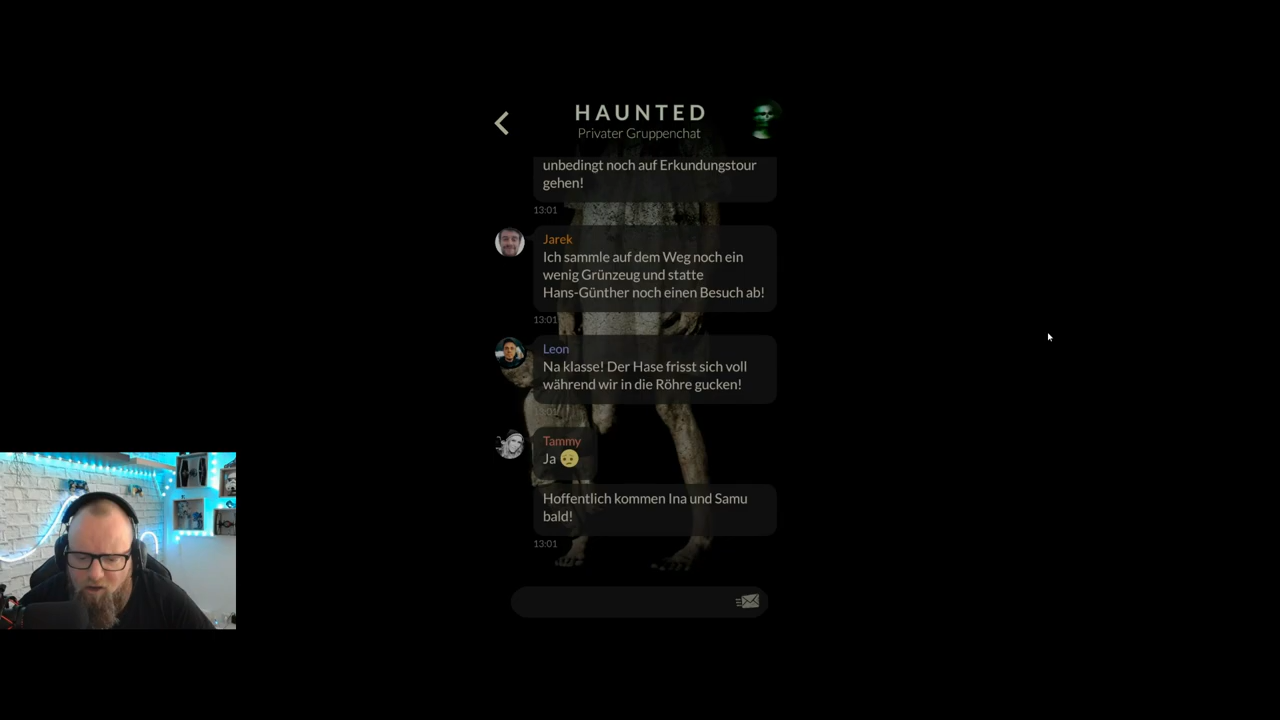 HAUNTED
Privater Gruppenchat
unbedingt noch auf Erkundungstour
gehen!
13:01
Jarek
Ich sammle auf dem Weg noch ein
wenig Grünzeug und statte
Hans-Günther noch einen Besuch ab!
13:01
Leon
Na klasse! Der Hase frisst sich voll
während wir in die Röhre gucken!
13:01
Tammy
Ja 😔
Hoffentlich kommen Ina und Samu
bald!
13:01